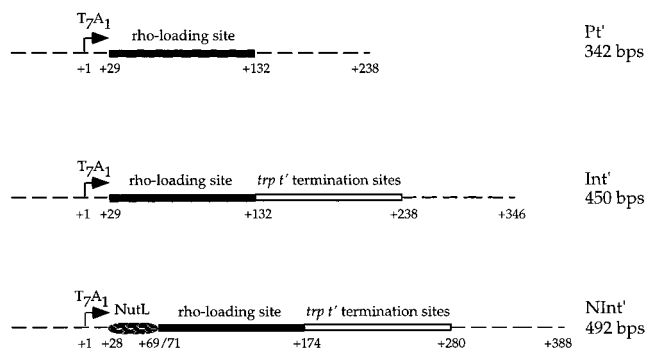 T7A1
rho-loading site
Pt'
342 bps
+1 +29 +132 +238
T7A1
rho-loading site trp t' termination sites
Int'
450 bps
+1 +29 +132 +238 +346
T7A1
NutL rho-loading site trp t' termination sites
NInt'
492 bps
+1 +28 +69/71 +174 +280 +388